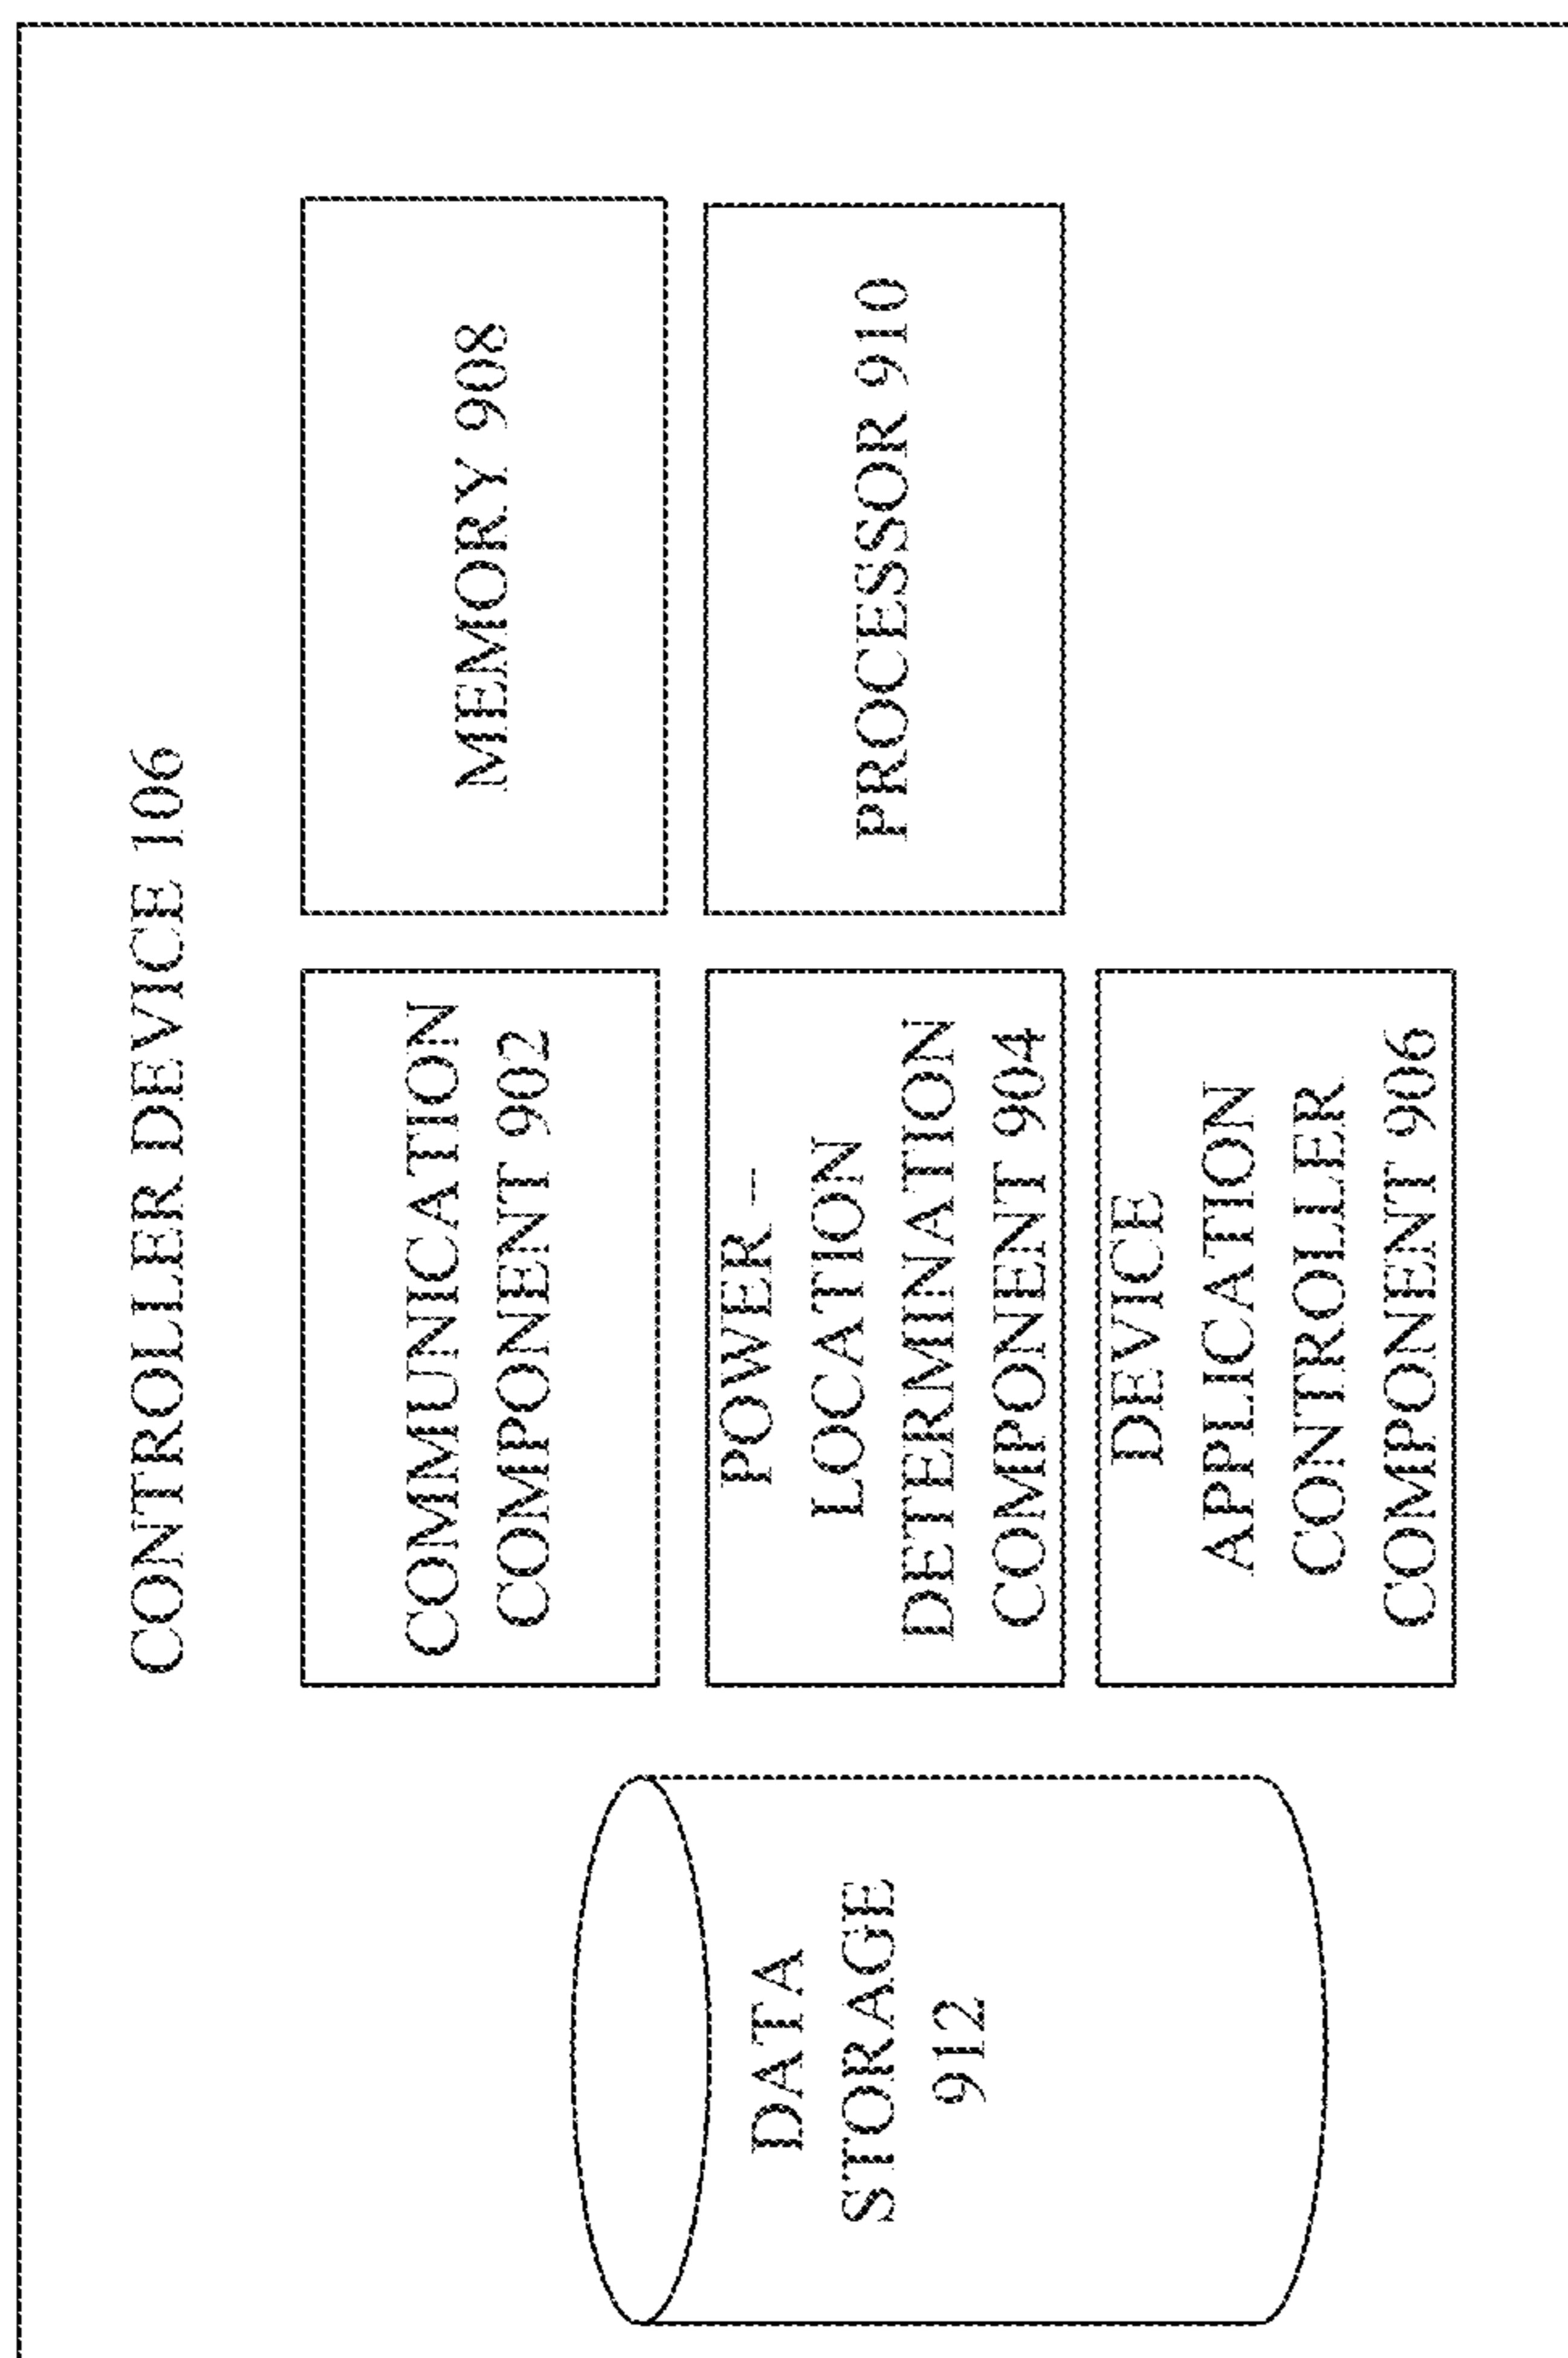 CONTROLLER DEVICE 106
DATA
STORAGE
912
COMMUNICATION
COMPONENT 902
POWER –
LOCATION
DETERMINATION
COMPONENT 904
DEVICE
APPLICATION
CONTROLLER
COMPONENT 906
MEMORY 908
PROCESSOR 910